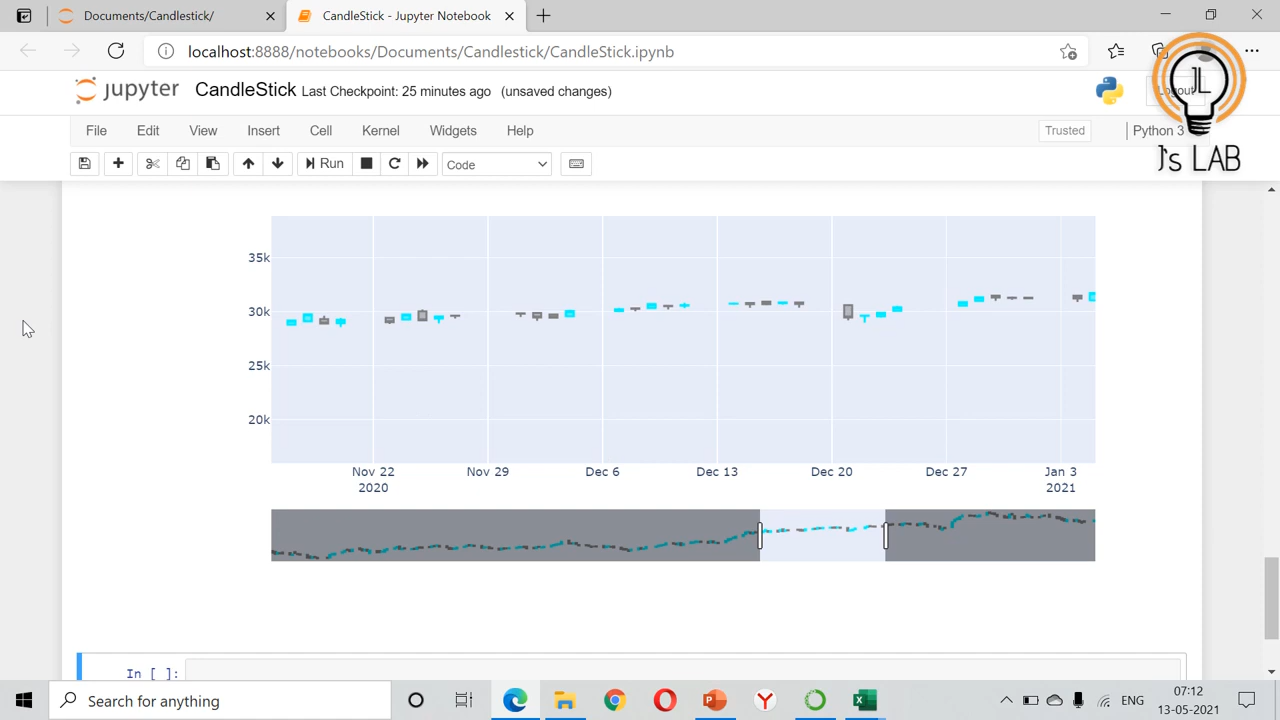 Documents/Candlestick/
CandleStick - Jupyter Notebook
localhost:8888/notebooks/Documents/Candlestick/CandleStick.ipynb
jupyter CandleStick Last Checkpoint: 25 minutes ago (unsaved changes)
Logout
JL
J's LAB
File Edit View Insert Cell Kernel Widgets Help
Trusted
Python 3
Run
Code
35k
30k
25k
20k
Nov 22 Nov 29 Dec 6 Dec 13 Dec 20 Dec 27 Jan 3
2020 2021
In [ ]:
Search for anything
ENG
07:12
13-05-2021